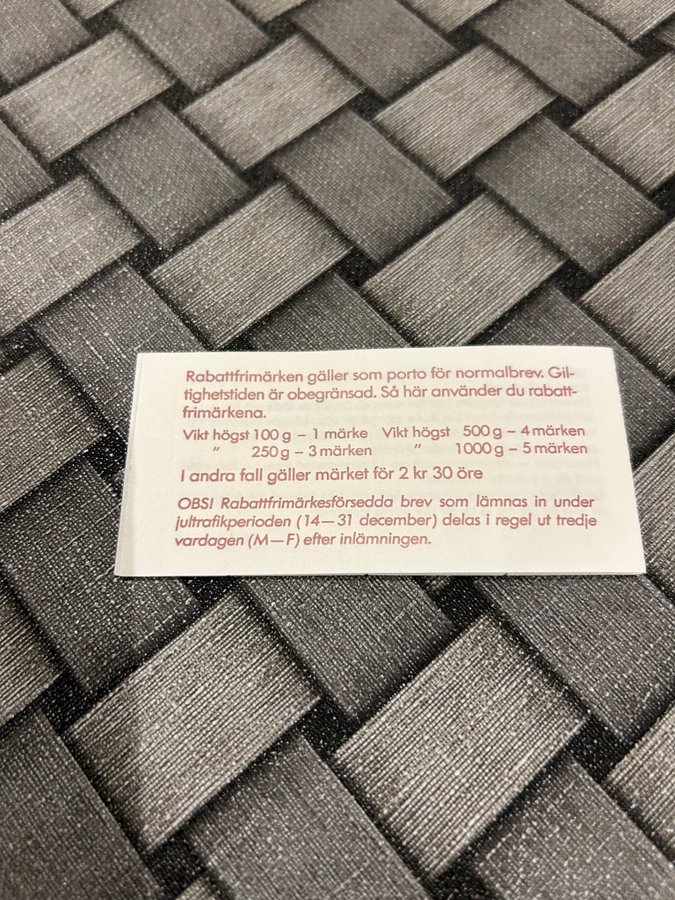 Rabattfrimärken gäller som porto för normalbrev. Gil-
tighetstiden är obegränsad. Så här använder du rabatt-
frimärkena.
Vikt högst 100 g – 1 märke Vikt högst 500 g – 4 märken
" 250 g – 3 märken " 1000 g – 5 märken
I andra fall gäller märket för 2 kr 30 öre
OBS! Rabattfrimärkesförsedda brev som lämnas in under
jultrafikperioden (14—31 december) delas i regel ut tredje
vardagen (M—F) efter inlämningen.